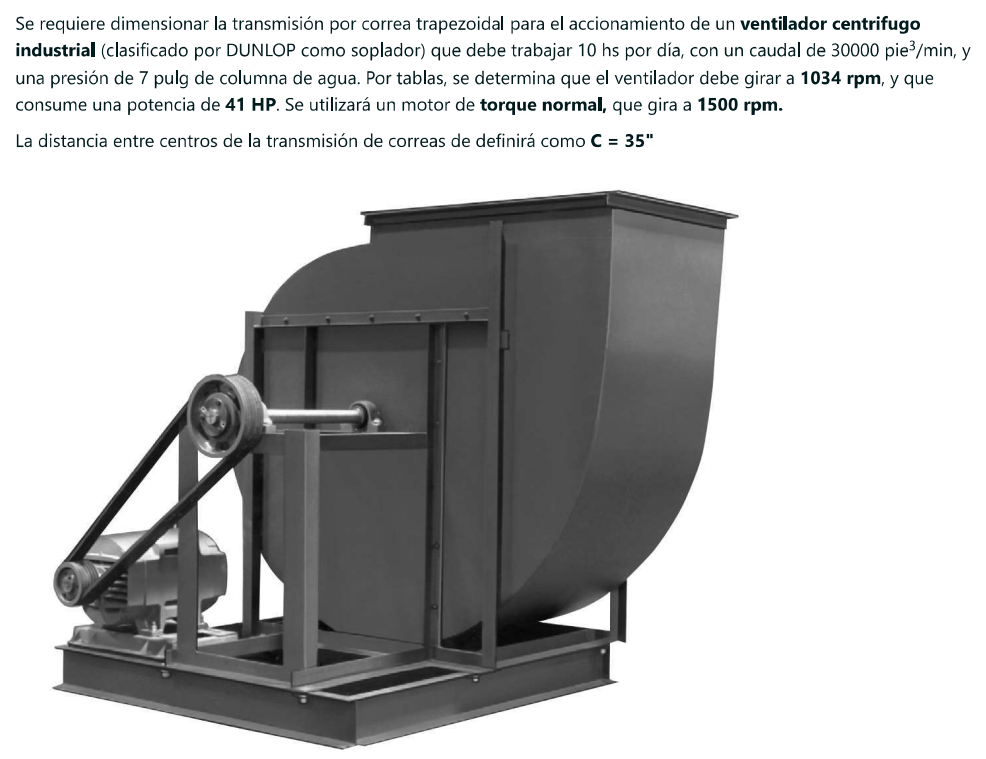 Se requiere dimensionar la transmisión por correa trapezoidal para el accionamiento de un ventilador centrifugo
industrial (clasificado por DUNLOP como soplador) que debe trabajar 10 hs por día, con un caudal de 30000 pie³/min, y
una presión de 7 pulg de columna de agua. Por tablas, se determina que el ventilador debe girar a 1034 rpm, y que
consume una potencia de 41 HP. Se utilizará un motor de torque normal, que gira a 1500 rpm.
La distancia entre centros de la transmisión de correas de definirá como C = 35"